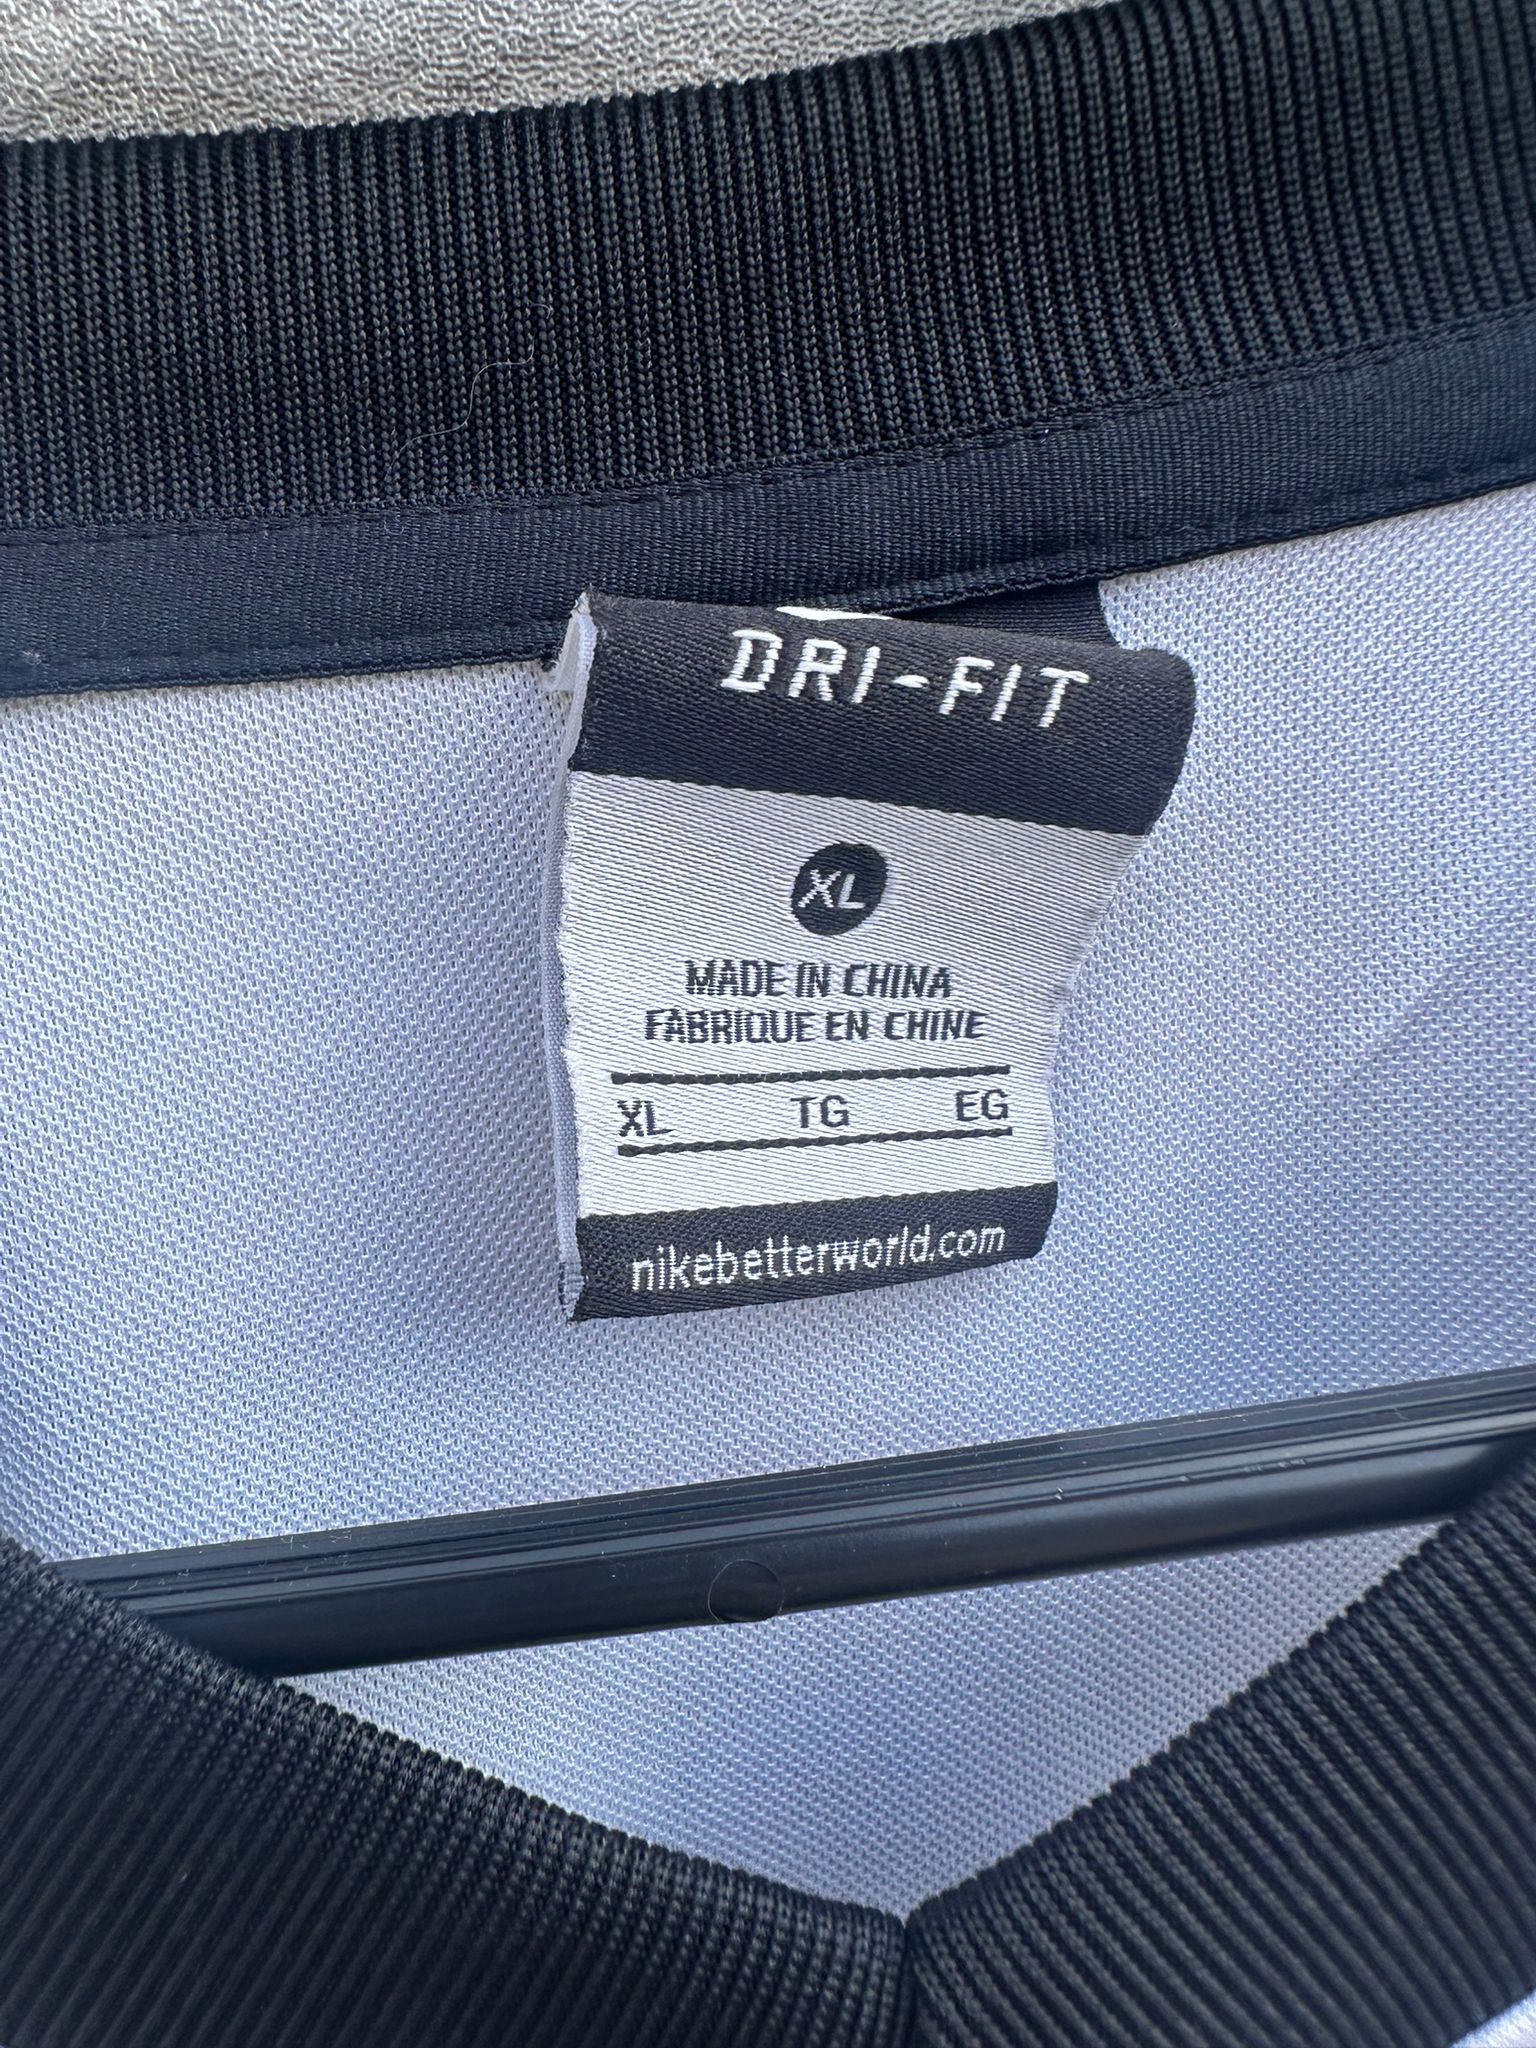 DRI-FIT
XL
MADE IN CHINA
FABRIQUE EN CHINE
XL TG EG
nikebetterworld.com